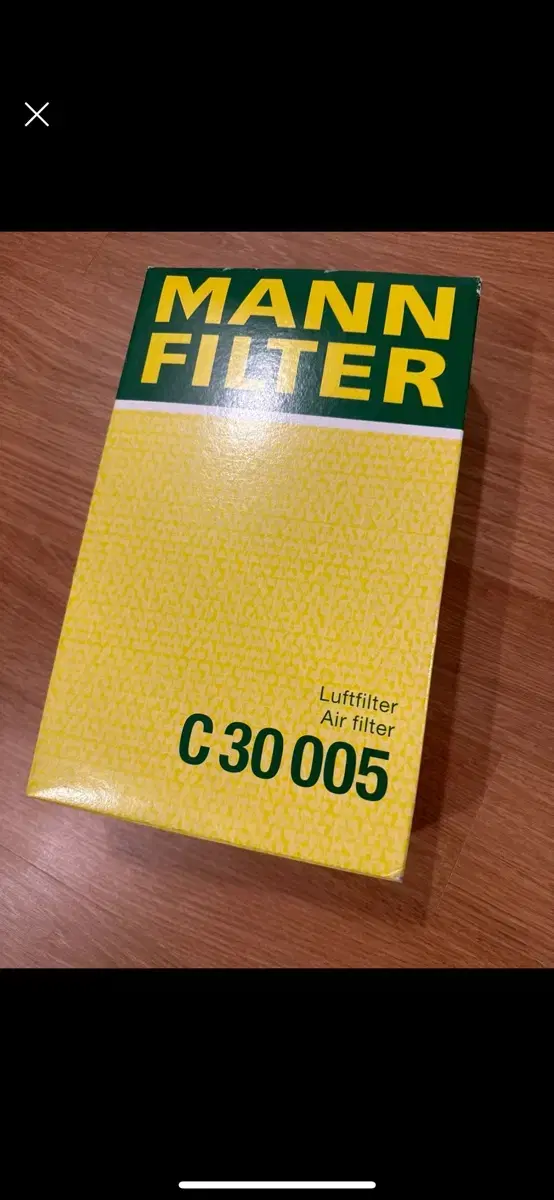 MANN
FILTER
Luftfilter
Air filter
C 30 005